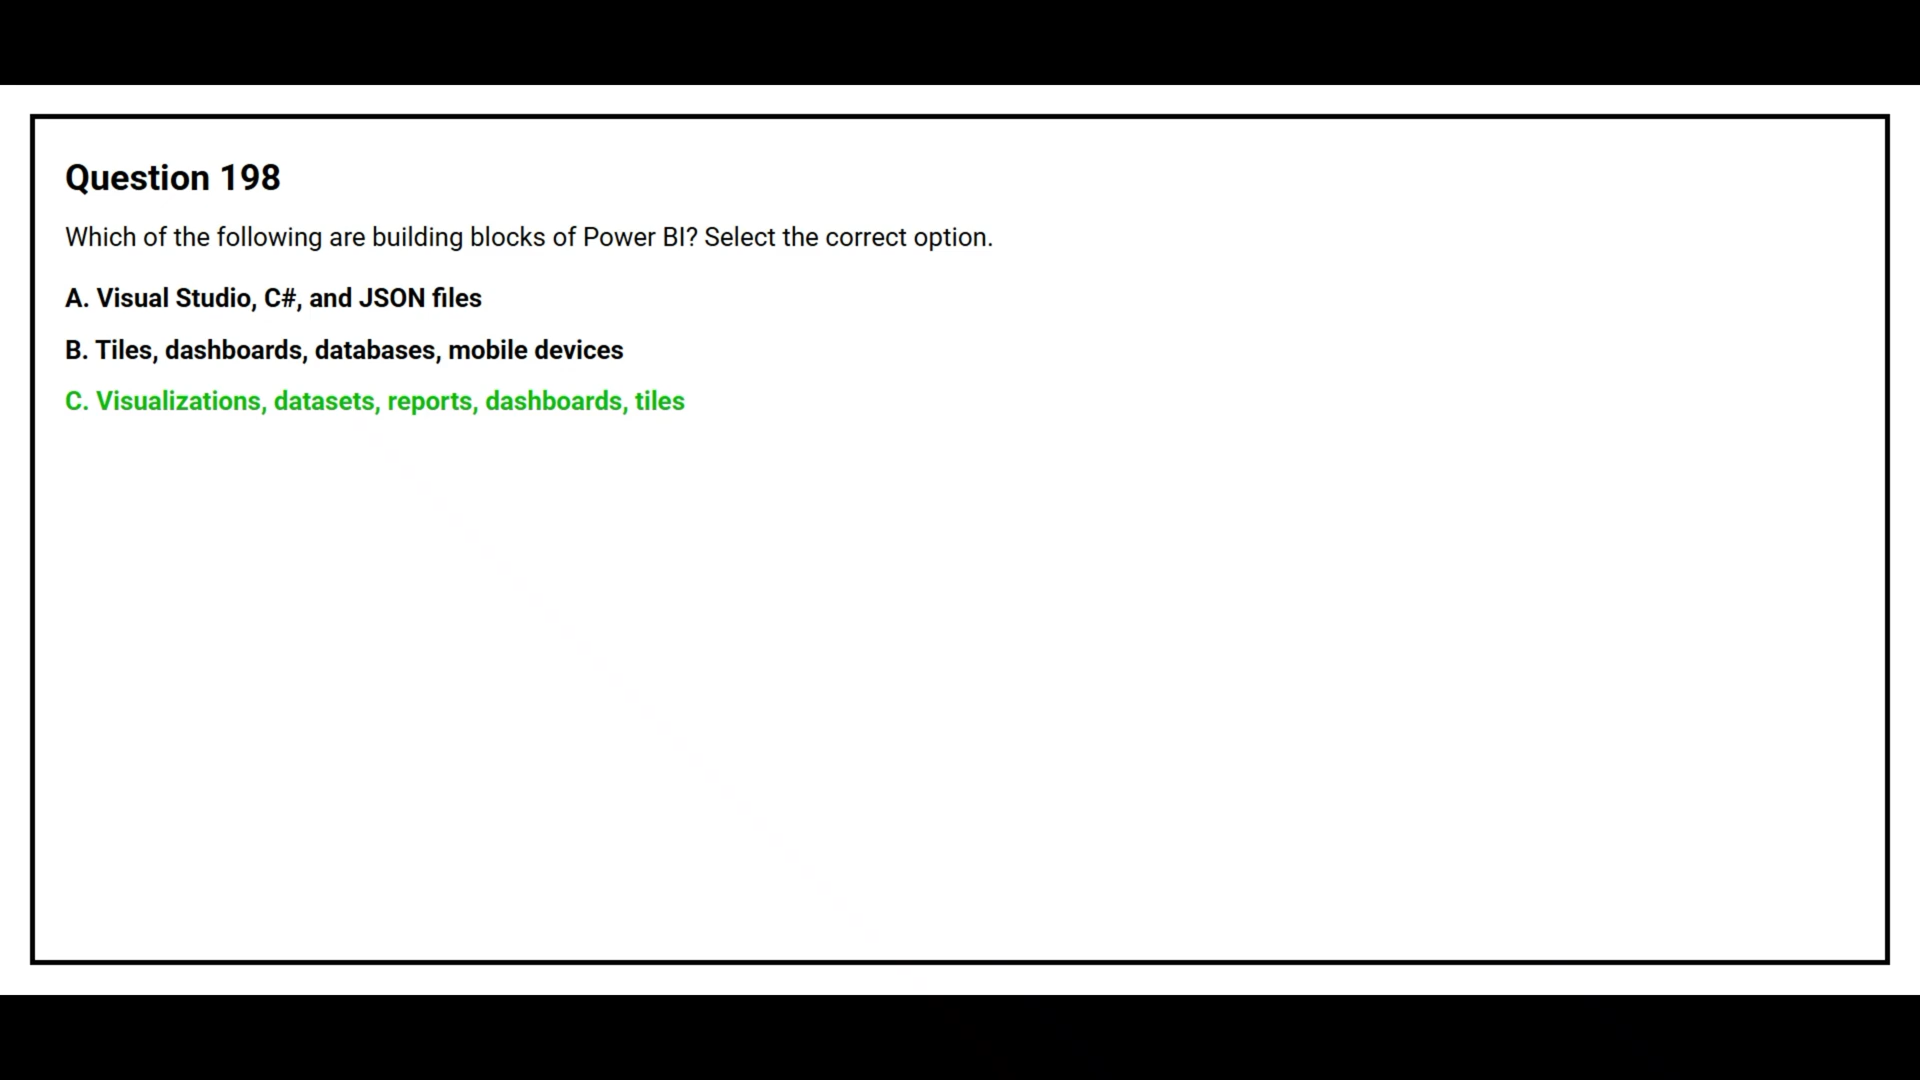 Question 198
Which of the following are building blocks of Power BI? Select the correct option.
A. Visual Studio, C#, and JSON files
B. Tiles, dashboards, databases, mobile devices
C. Visualizations, datasets, reports, dashboards, tiles